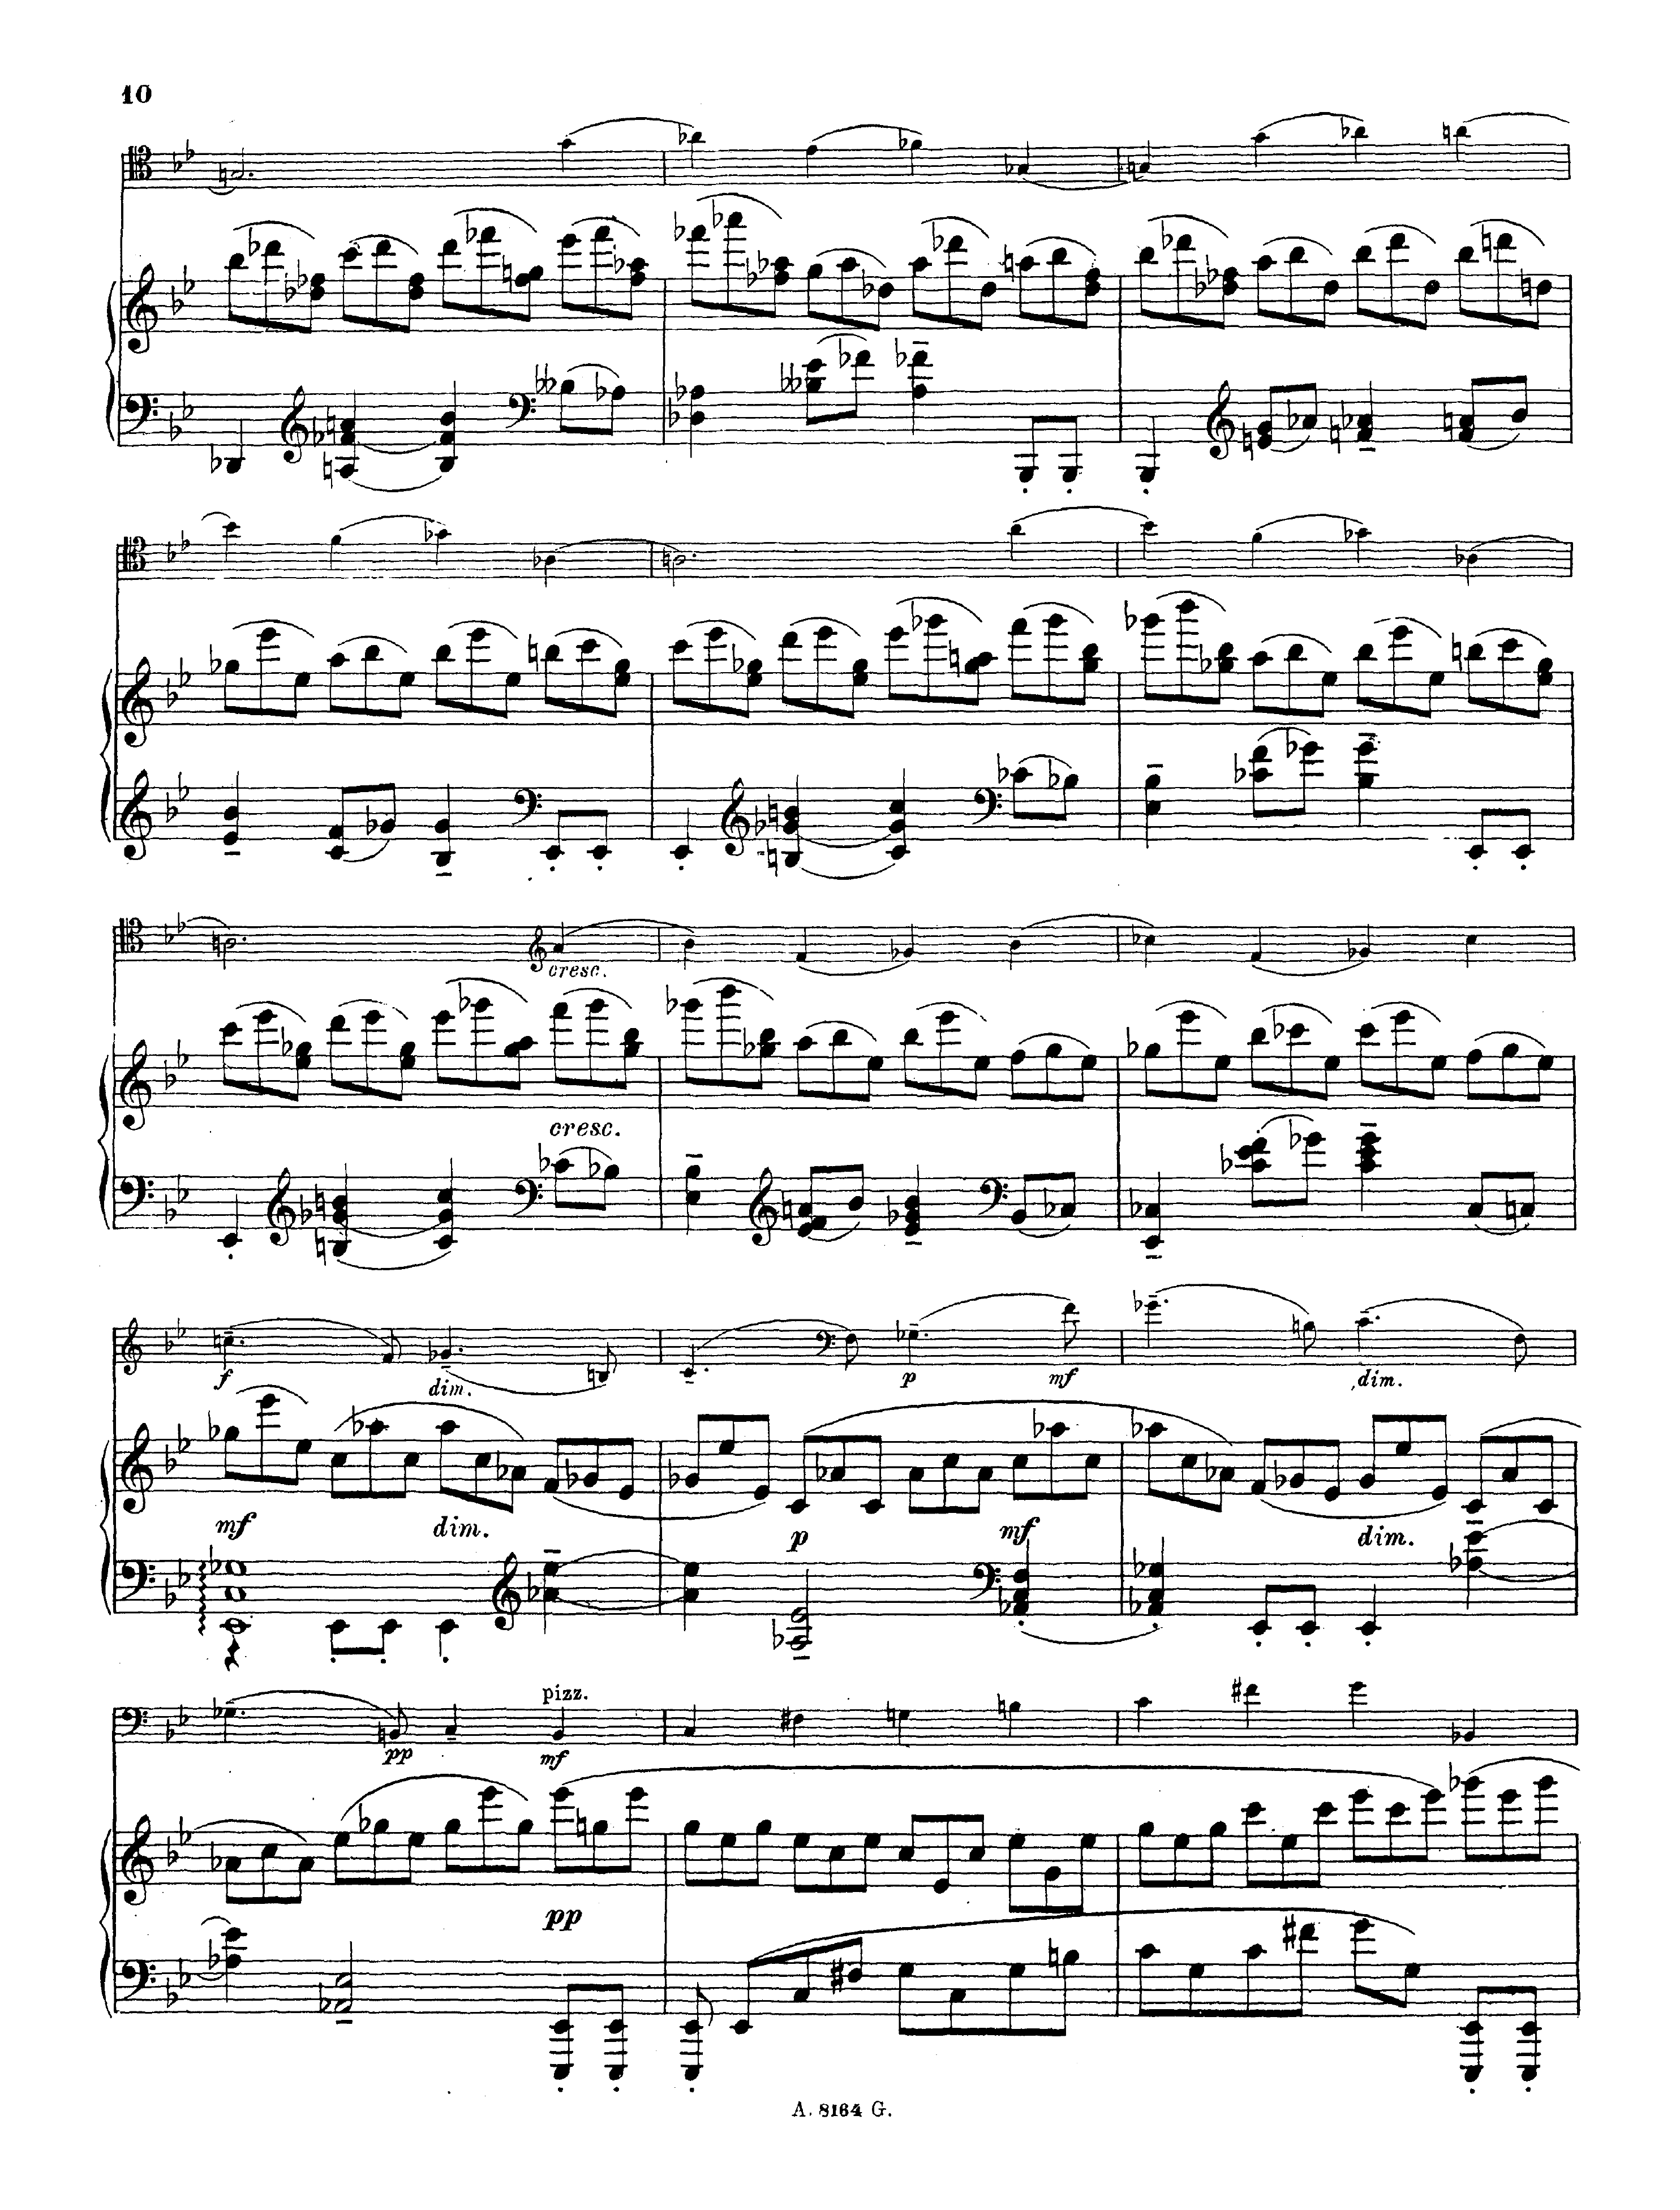 10
cresc.
cresc.
f
dim.
p
mf
dim.
mf
dim.
p
mf
dim.
pizz.
pp
mf
pp
A. 8164 G.